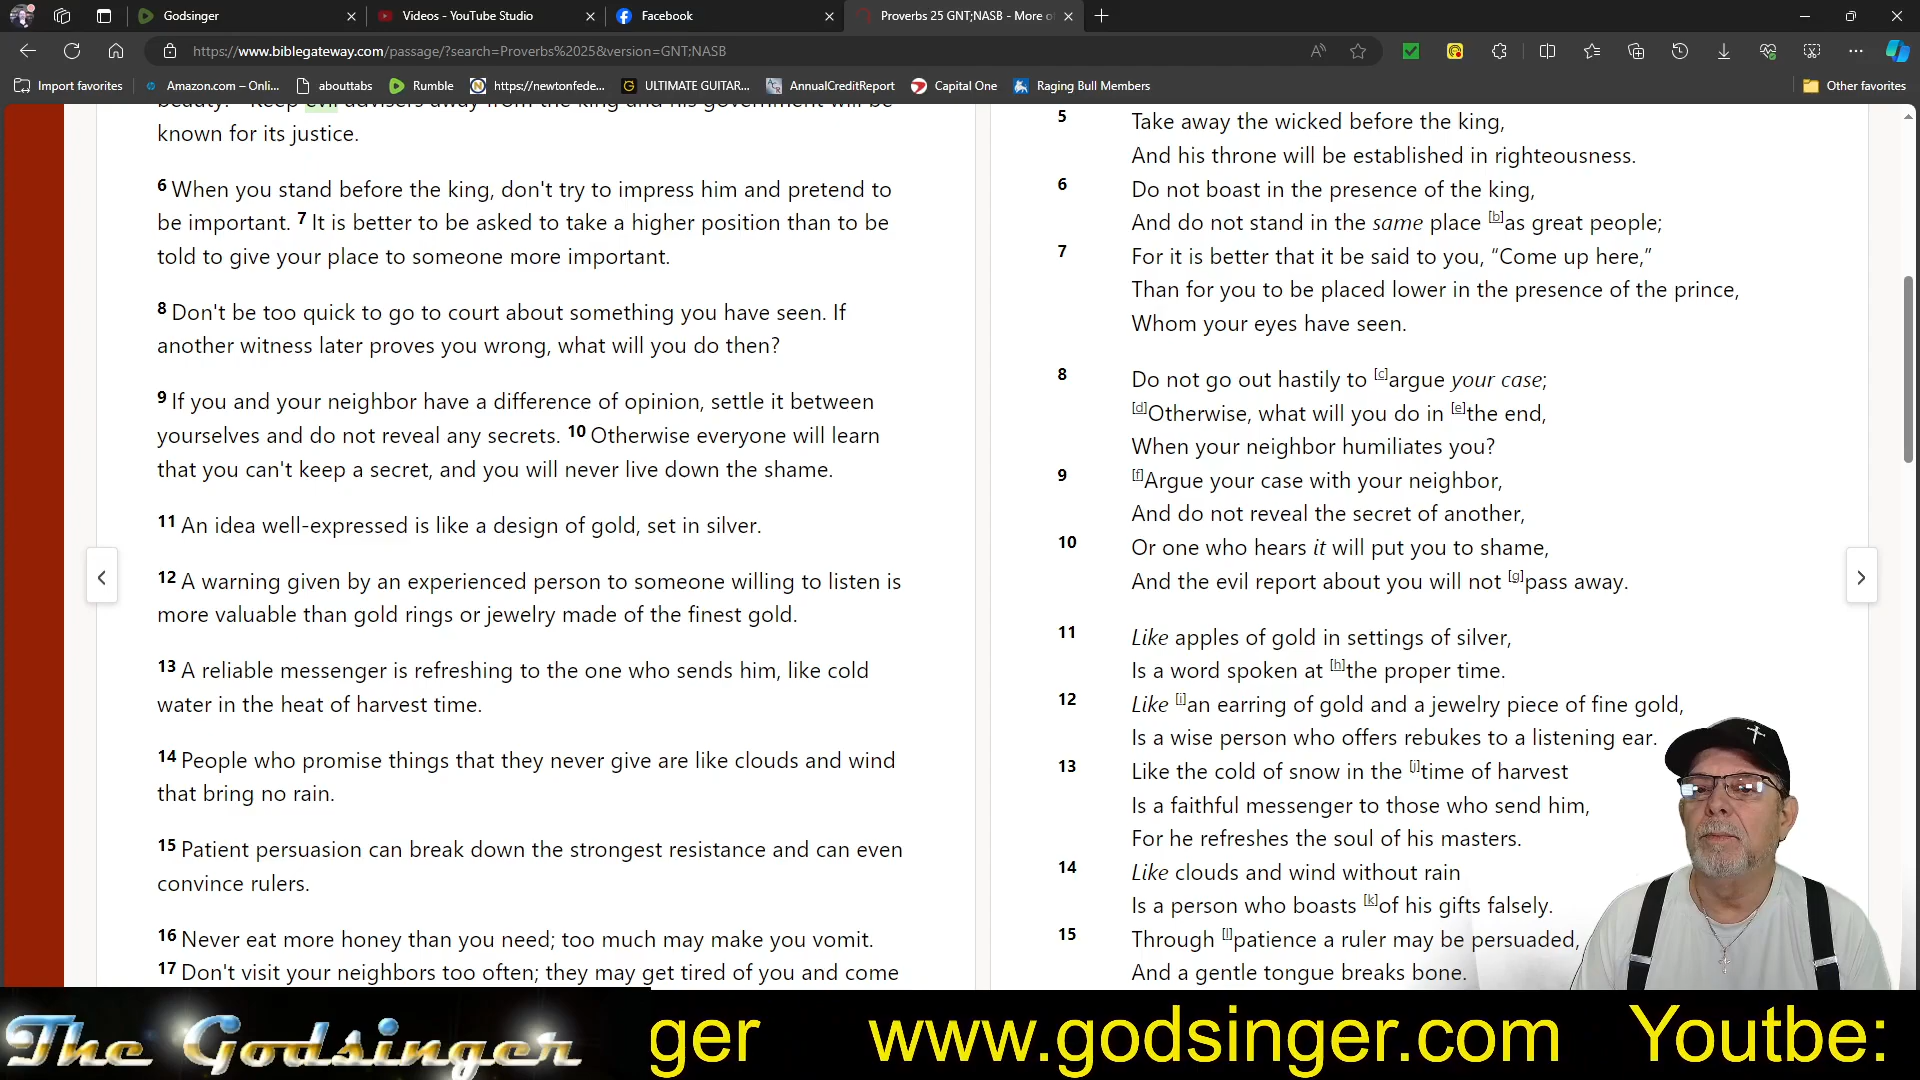 Godsinger
Videos - YouTube Studio
Facebook
Proverbs 25 GNT;NASB - More o
https://www.biblegateway.com/passage/?search=Proverbs%2025&version=GNT;NASB
Import favorites
Amazon.com – Onli...
abouttabs
Rumble
https://newtonfede...
ULTIMATE GUITAR...
AnnualCreditReport
Capital One
Raging Bull Members
Other favorites
beauty. Keep evil advisers away from the king and his government will be
known for its justice.
6 When you stand before the king, don't try to impress him and pretend to
be important. 7 It is better to be asked to take a higher position than to be
told to give your place to someone more important.
8 Don't be too quick to go to court about something you have seen. If
another witness later proves you wrong, what will you do then?
9 If you and your neighbor have a difference of opinion, settle it between
yourselves and do not reveal any secrets. 10 Otherwise everyone will learn
that you can't keep a secret, and you will never live down the shame.
11 An idea well-expressed is like a design of gold, set in silver.
12 A warning given by an experienced person to someone willing to listen is
more valuable than gold rings or jewelry made of the finest gold.
13 A reliable messenger is refreshing to the one who sends him, like cold
water in the heat of harvest time.
14 People who promise things that they never give are like clouds and wind
that bring no rain.
15 Patient persuasion can break down the strongest resistance and can even
convince rulers.
16 Never eat more honey than you need; too much may make you vomit.
17 Don't visit your neighbors too often; they may get tired of you and come
5 Take away the wicked before the king,
And his throne will be established in righteousness.
6 Do not boast in the presence of the king,
And do not stand in the same place [b]as great people;
7 For it is better that it be said to you, “Come up here,”
Than for you to be placed lower in the presence of the prince,
Whom your eyes have seen.
8 Do not go out hastily to [c]argue your case;
[d]Otherwise, what will you do in [e]the end,
When your neighbor humiliates you?
9 [f]Argue your case with your neighbor,
And do not reveal the secret of another,
10 Or one who hears it will put you to shame,
And the evil report about you will not [g]pass away.
11 Like apples of gold in settings of silver,
Is a word spoken at [h]the proper time.
12 Like [i]an earring of gold and a jewelry piece of fine gold,
Is a wise person who offers rebukes to a listening ear.
13 Like the cold of snow in the [j]time of harvest
Is a faithful messenger to those who send him,
For he refreshes the soul of his masters.
14 Like clouds and wind without rain
Is a person who boasts [k]of his gifts falsely.
15 Through [l]patience a ruler may be persuaded,
And a gentle tongue breaks bone.
The Godsinger
ger www.godsinger.com Youtbe: